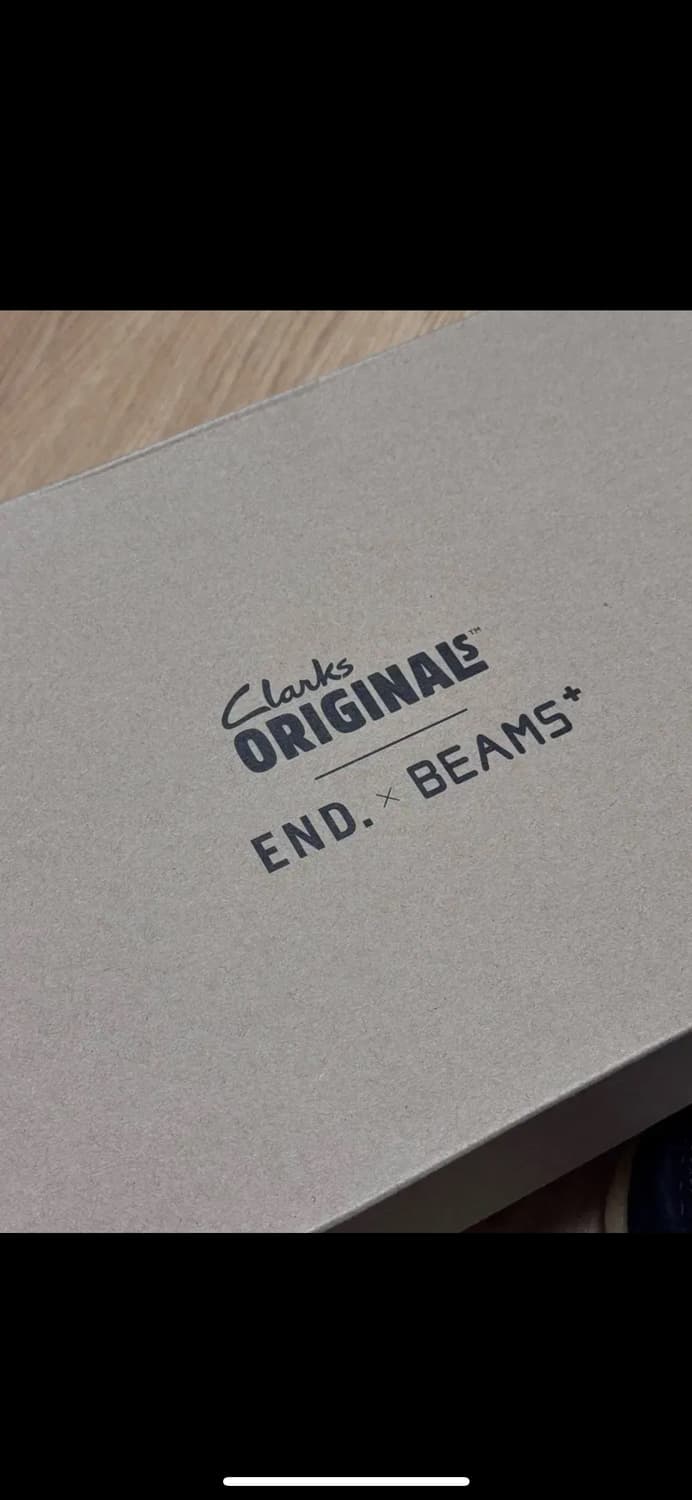 Clarks
ORIGINALS™
END. × BEAMS+